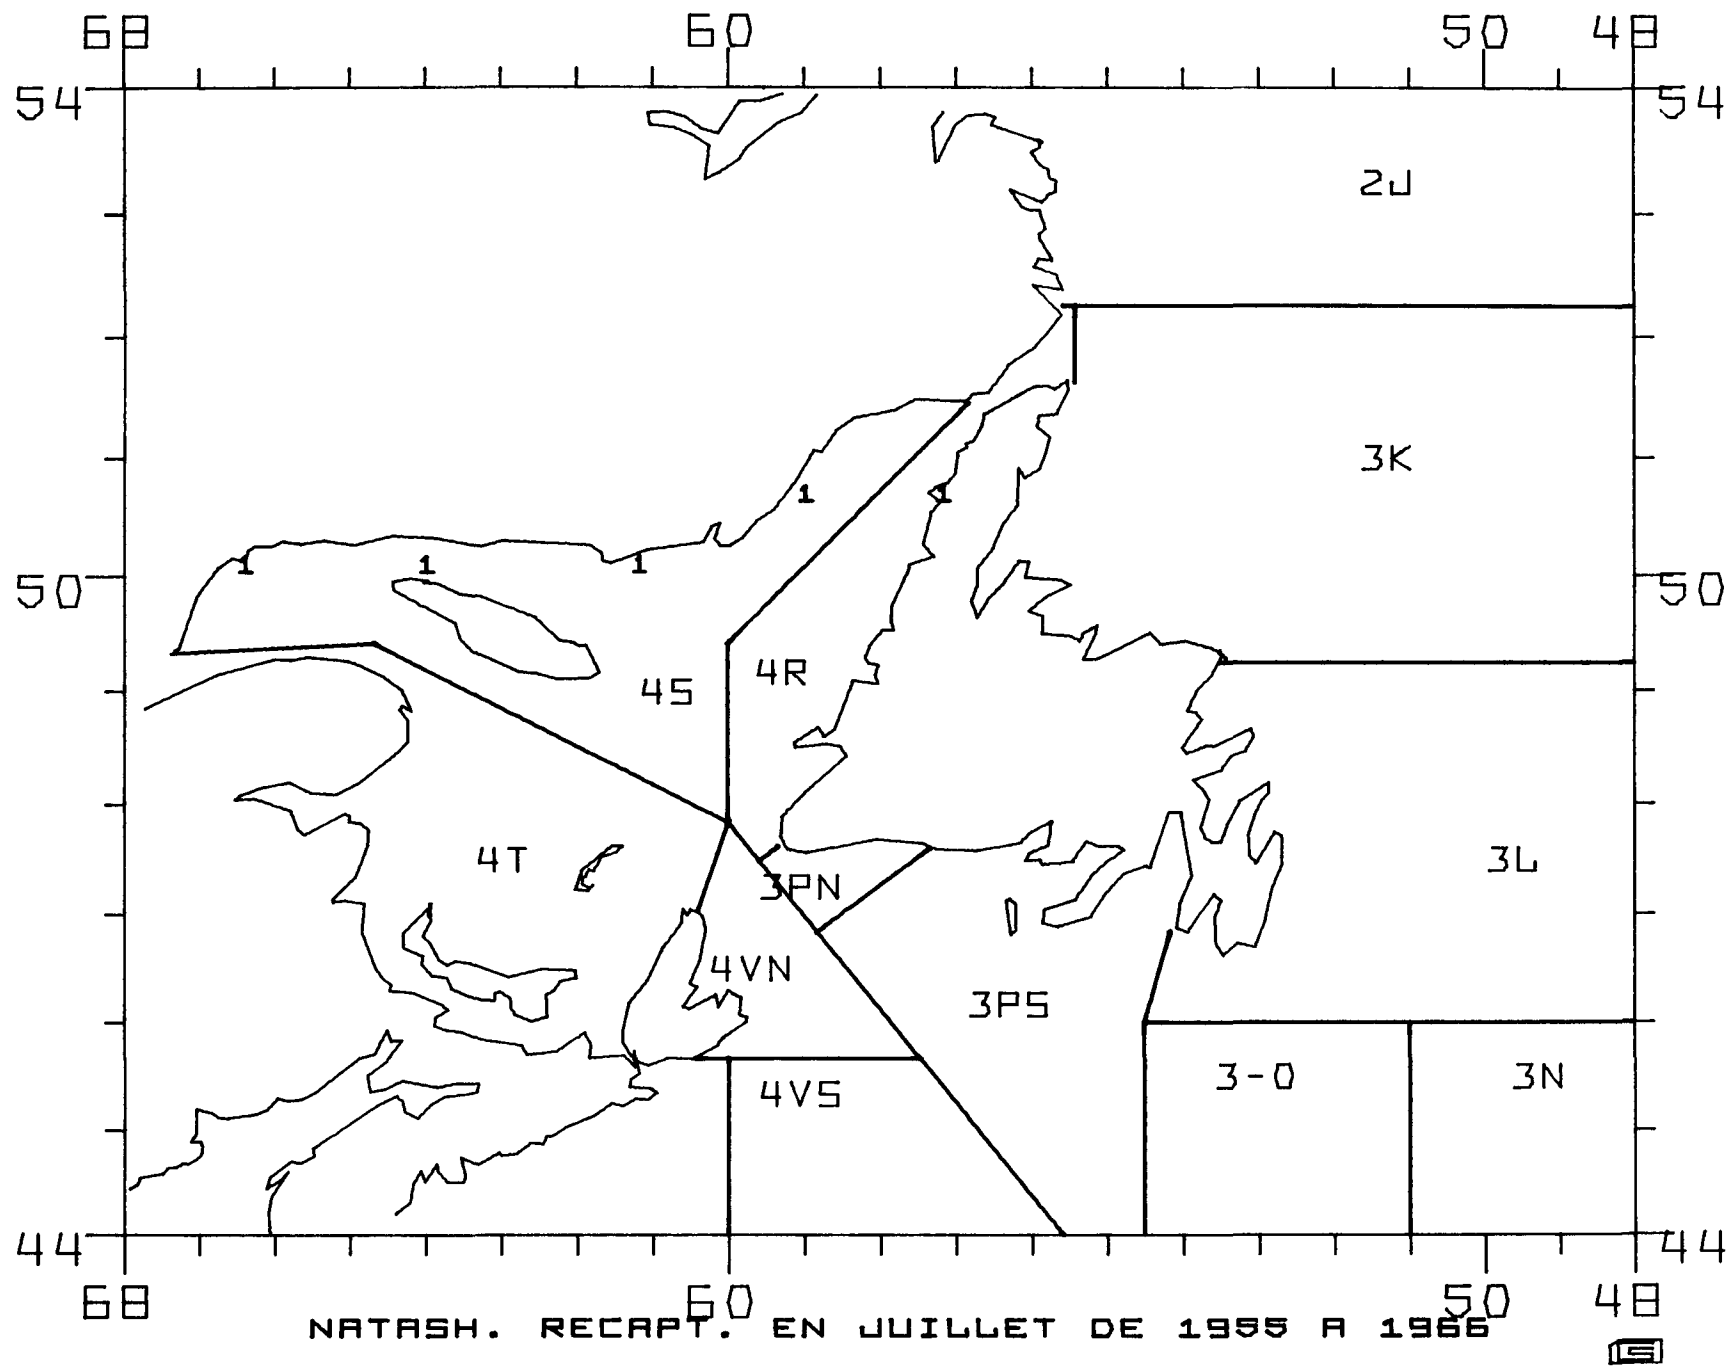 68 60 50 48
54 54
2J
3K
1 1
1 1 1
50 50
4R
4S
4T 3L
3PN
4VN
3PS
3-O 3N
4VS
44 44
68 60 50 48
NATASH. RECAPT. EN JUILLET DE 1955 A 1966